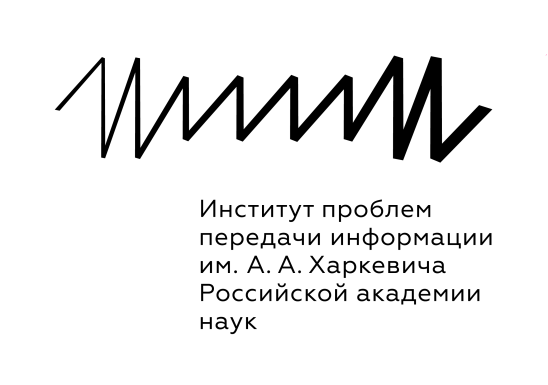 Институт проблем
передачи информации
им. А. А. Харкевича
Российской академии
наук